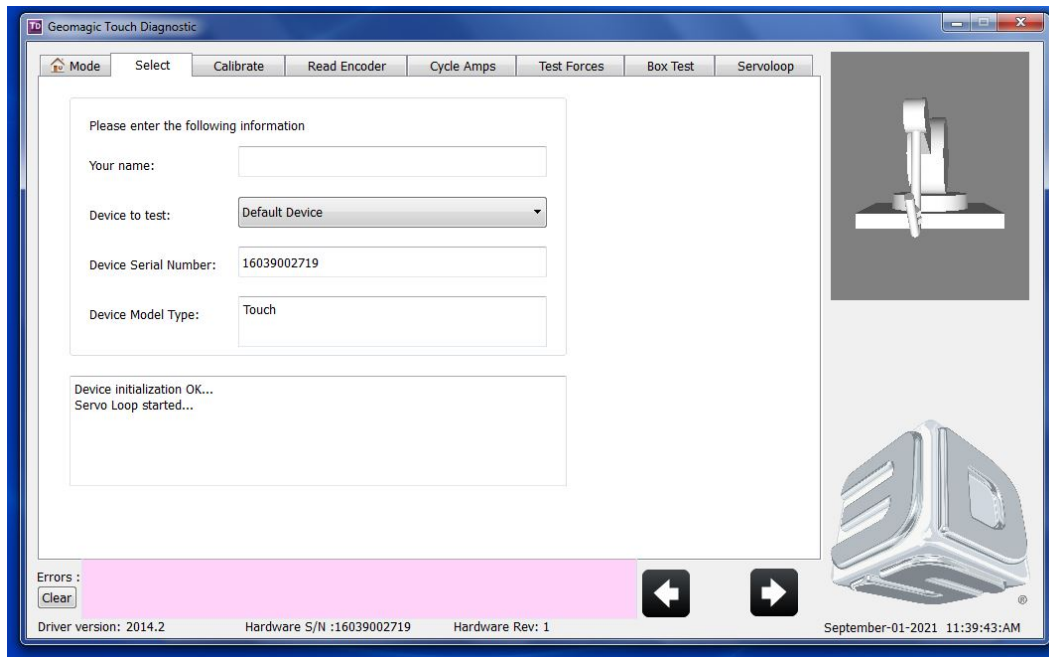 TD Geomagic Touch Diagnostic
Mode Select Calibrate Read Encoder Cycle Amps Test Forces Box Test Servoloop
Please enter the following information
Your name:
Device to test: Default Device
Device Serial Number: 16039002719
Device Model Type: Touch
Device initialization OK...
Servo Loop started...
Errors :
Clear
®
Driver version: 2014.2 Hardware S/N :16039002719 Hardware Rev: 1 September-01-2021 11:39:43:AM